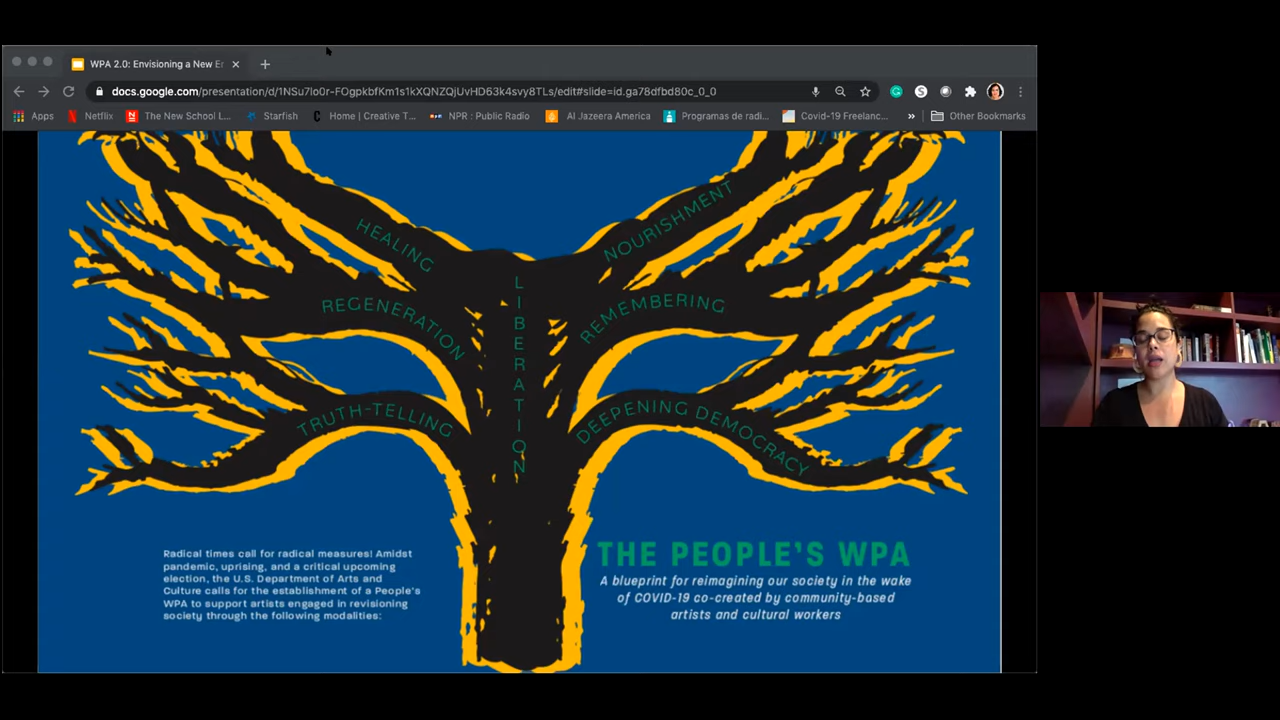 WPA 2.0: Envisioning a New Er
docs.google.com/presentation/d/1NSu7lo0r-FOgpkbfKm1s1kXQNZQjUvHD63k4svy8TLs/edit#slide=id.ga78dfbd80c_0_0
Apps Netflix The New School L... Starfish Home | Creative T... NPR : Public Radio Al Jazeera America Programas de radi... Covid-19 Freelanc... » Other Bookmarks
HEALING
NOURISHMENT
LIBERATION
REGENERATION
REMEMBERING
TRUTH-TELLING
DEEPENING DEMOCRACY
Radical times call for radical measures! Amidst
pandemic, uprising, and a critical upcoming
election, the U.S. Department of Arts and
Culture calls for the establishment of a People's
WPA to support artists engaged in revisioning
society through the following modalities:
THE PEOPLE'S WPA
A blueprint for reimagining our society in the wake
of COVID-19 co-created by community-based
artists and cultural workers